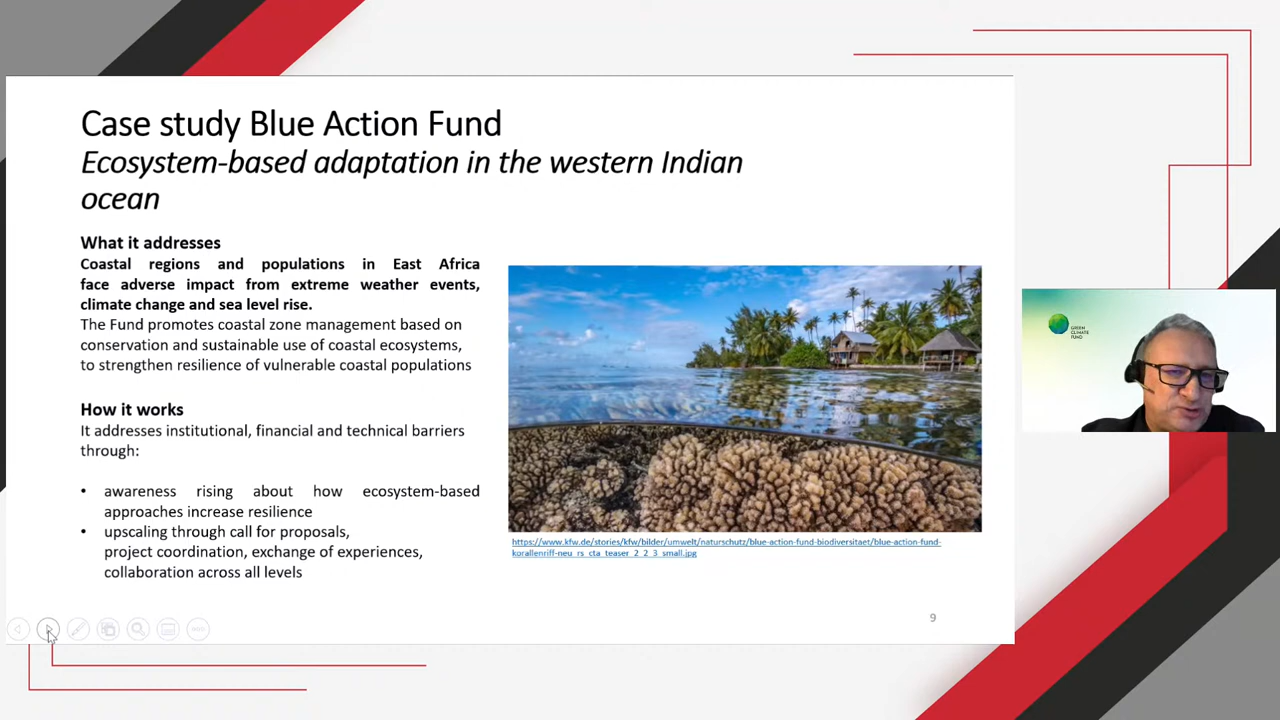 Case study Blue Action Fund
Ecosystem-based adaptation in the western Indian
ocean
What it addresses
Coastal regions and populations in East Africa
face adverse impact from extreme weather events,
climate change and sea level rise.
The Fund promotes coastal zone management based on
conservation and sustainable use of coastal ecosystems,
to strengthen resilience of vulnerable coastal populations
How it works
It addresses institutional, financial and technical barriers
through:
• awareness rising about how ecosystem-based
approaches increase resilience
• upscaling through call for proposals,
project coordination, exchange of experiences,
collaboration across all levels
https://www.kfw.de/stories/kfw/bilder/umwelt/naturschutz/blue-action-fund-biodiversitaet/blue-action-fund-
korallenriff-neu_rs_cta_teaser_2_2_3_small.jpg
9
GREEN
CLIMATE
FUND